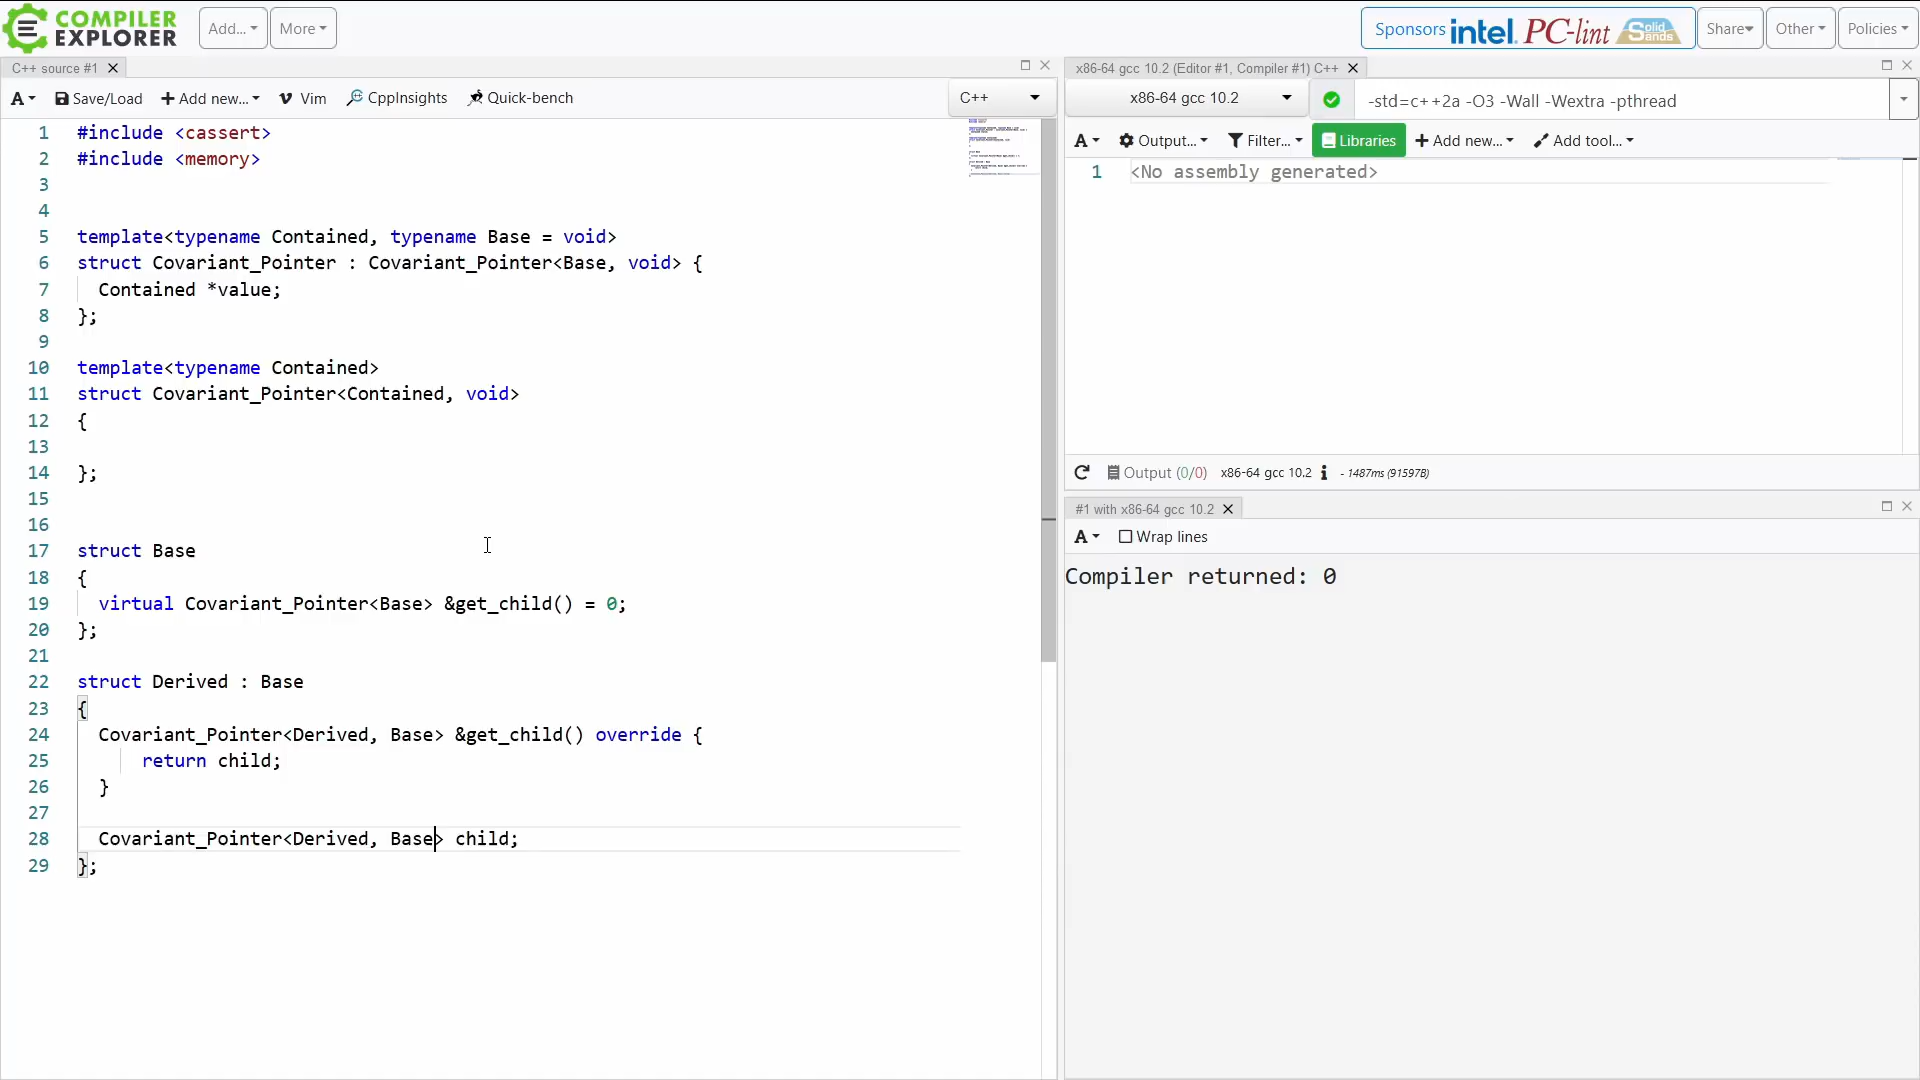 COMPILER
EXPLORER
Add...
More
Sponsors intel. PC-lint Solid Sands
Share
Other
Policies
C++ source #1
A
Save/Load
Add new...
Vim
CppInsights
Quick-bench
C++
1 #include <cassert>
2 #include <memory>
3
4
5 template<typename Contained, typename Base = void>
6 struct Covariant_Pointer : Covariant_Pointer<Base, void> {
7 Contained *value;
8 };
9
10 template<typename Contained>
11 struct Covariant_Pointer<Contained, void>
12 {
13
14 };
15
16
17 struct Base
18 {
19 virtual Covariant_Pointer<Base> &get_child() = 0;
20 };
21
22 struct Derived : Base
23 {
24 Covariant_Pointer<Derived, Base> &get_child() override {
25 return child;
26 }
27
28 Covariant_Pointer<Derived, Base> child;
29 };
x86-64 gcc 10.2 (Editor #1, Compiler #1) C++
x86-64 gcc 10.2
-std=c++2a -O3 -Wall -Wextra -pthread
A
Output...
Filter...
Libraries
Add new...
Add tool...
1 <No assembly generated>
Output (0/0) x86-64 gcc 10.2 i - 1487ms (91597B)
#1 with x86-64 gcc 10.2
A
Wrap lines
Compiler returned: 0